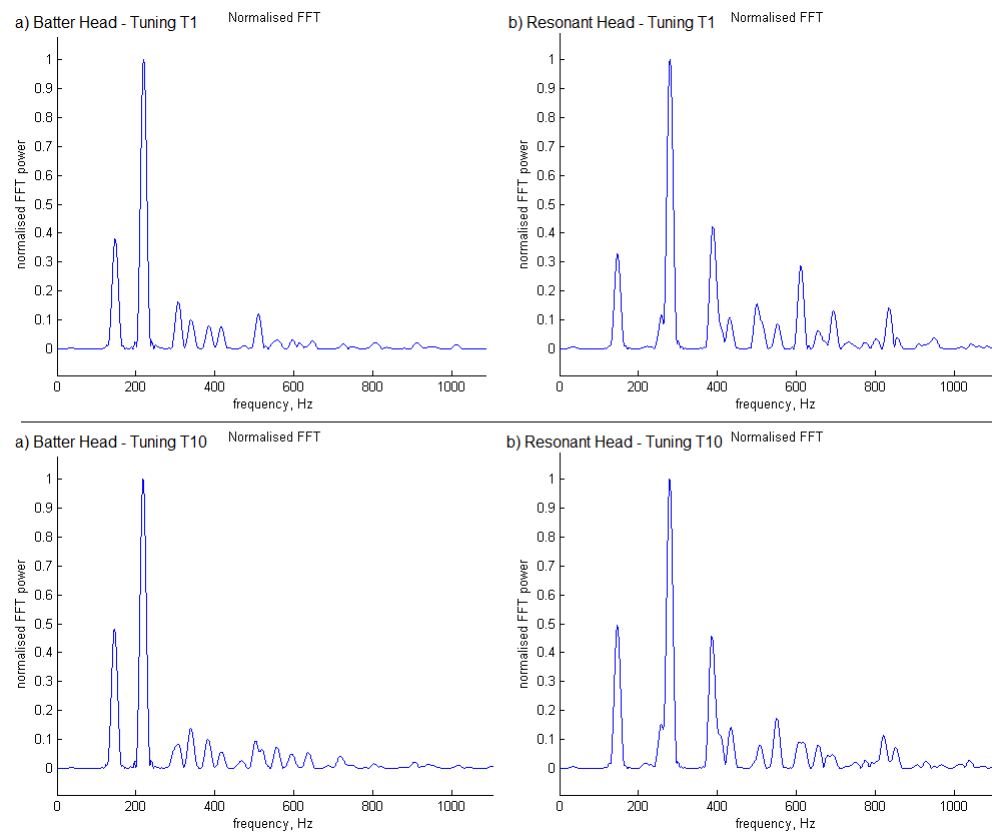 a) Batter Head - Tuning T1 Normalised FFT
1
0.9
0.8
0.7
0.6
0.5
0.4
0.3
0.2
0.1
0
normalised FFT power
0 200 400 600 800 1000
frequency, Hz
b) Resonant Head - Tuning T1 Normalised FFT
1
0.9
0.8
0.7
0.6
0.5
0.4
0.3
0.2
0.1
0
normalised FFT power
0 200 400 600 800 1000
frequency, Hz
a) Batter Head - Tuning T10 Normalised FFT
1
0.9
0.8
0.7
0.6
0.5
0.4
0.3
0.2
0.1
0
normalised FFT power
0 200 400 600 800 1000
frequency, Hz
b) Resonant Head - Tuning T10 Normalised FFT
1
0.9
0.8
0.7
0.6
0.5
0.4
0.3
0.2
0.1
0
normalised FFT power
0 200 400 600 800 1000
frequency, Hz